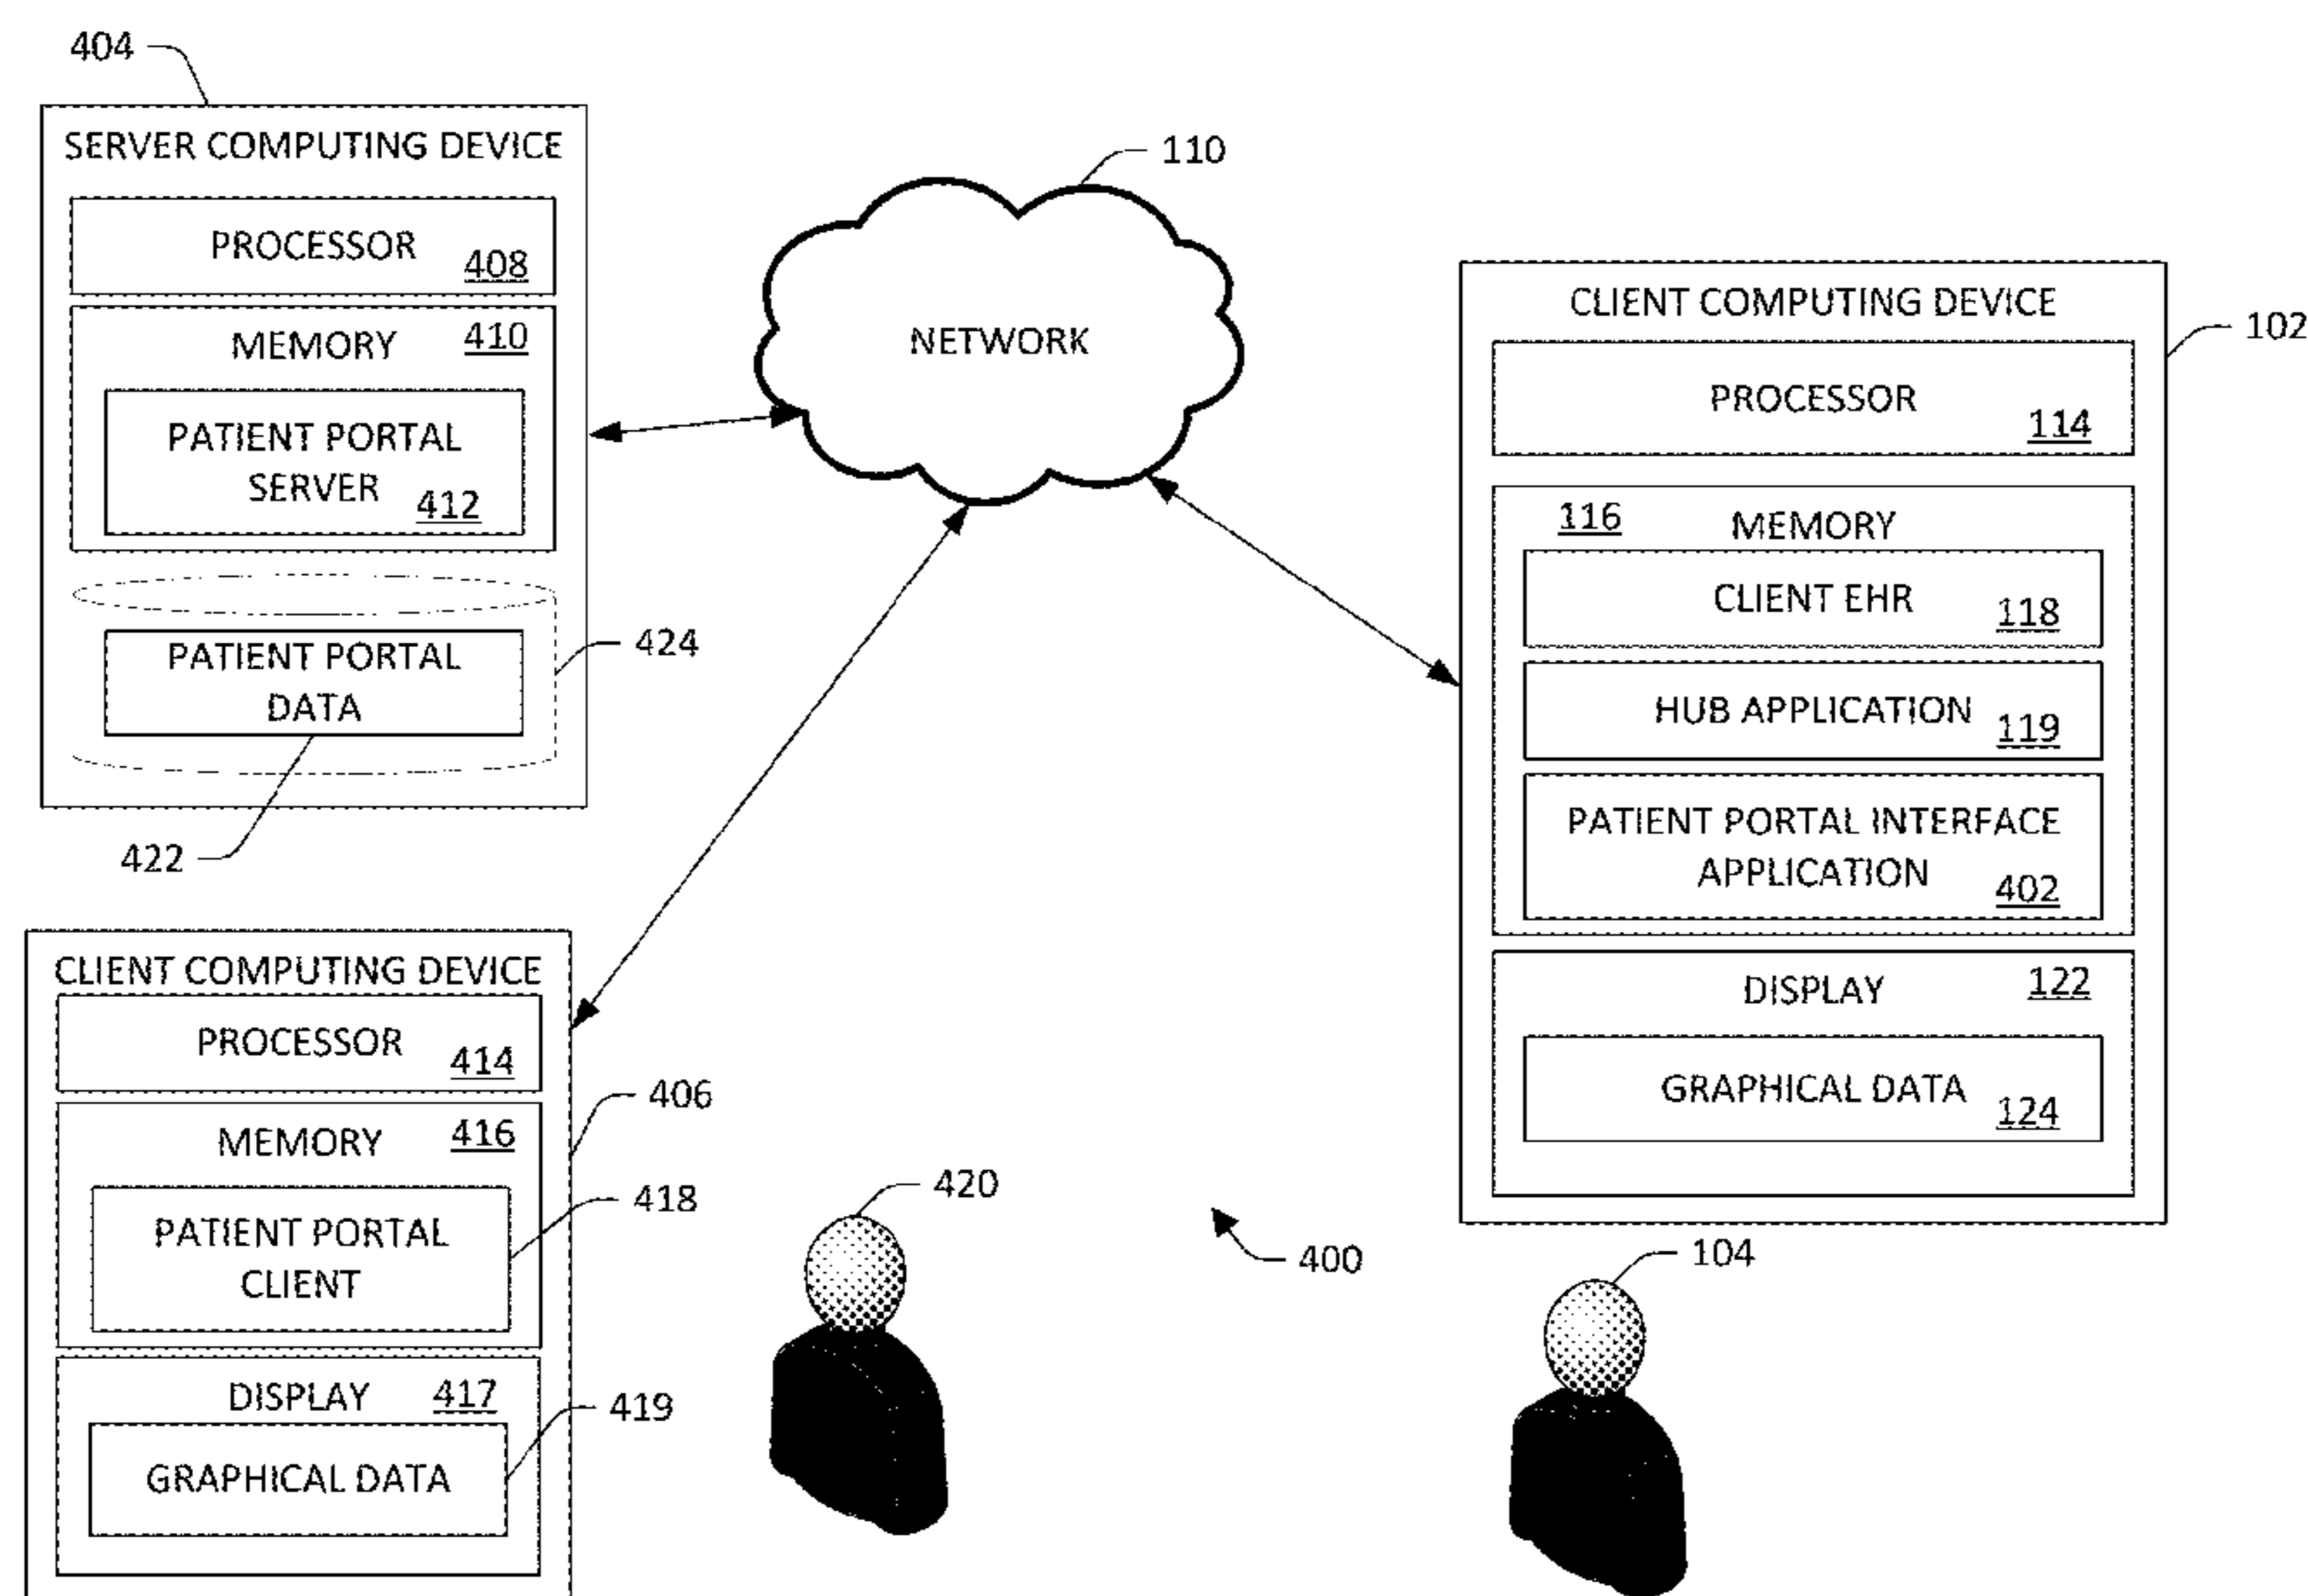 404
SERVER COMPUTING DEVICE
PROCESSOR
408
MEMORY
410
PATIENT PORTAL
SERVER
412
PATIENT PORTAL
DATA
424
422
110
NETWORK
CLIENT COMPUTING DEVICE
102
PROCESSOR
114
116
MEMORY
CLIENT EHR
118
HUB APPLICATION
119
PATIENT PORTAL INTERFACE
APPLICATION
402
DISPLAY
122
GRAPHICAL DATA
124
CLIENT COMPUTING DEVICE
PROCESSOR
414
406
MEMORY
416
PATIENT PORTAL
CLIENT
418
DISPLAY
417
GRAPHICAL DATA
419
420
400
104